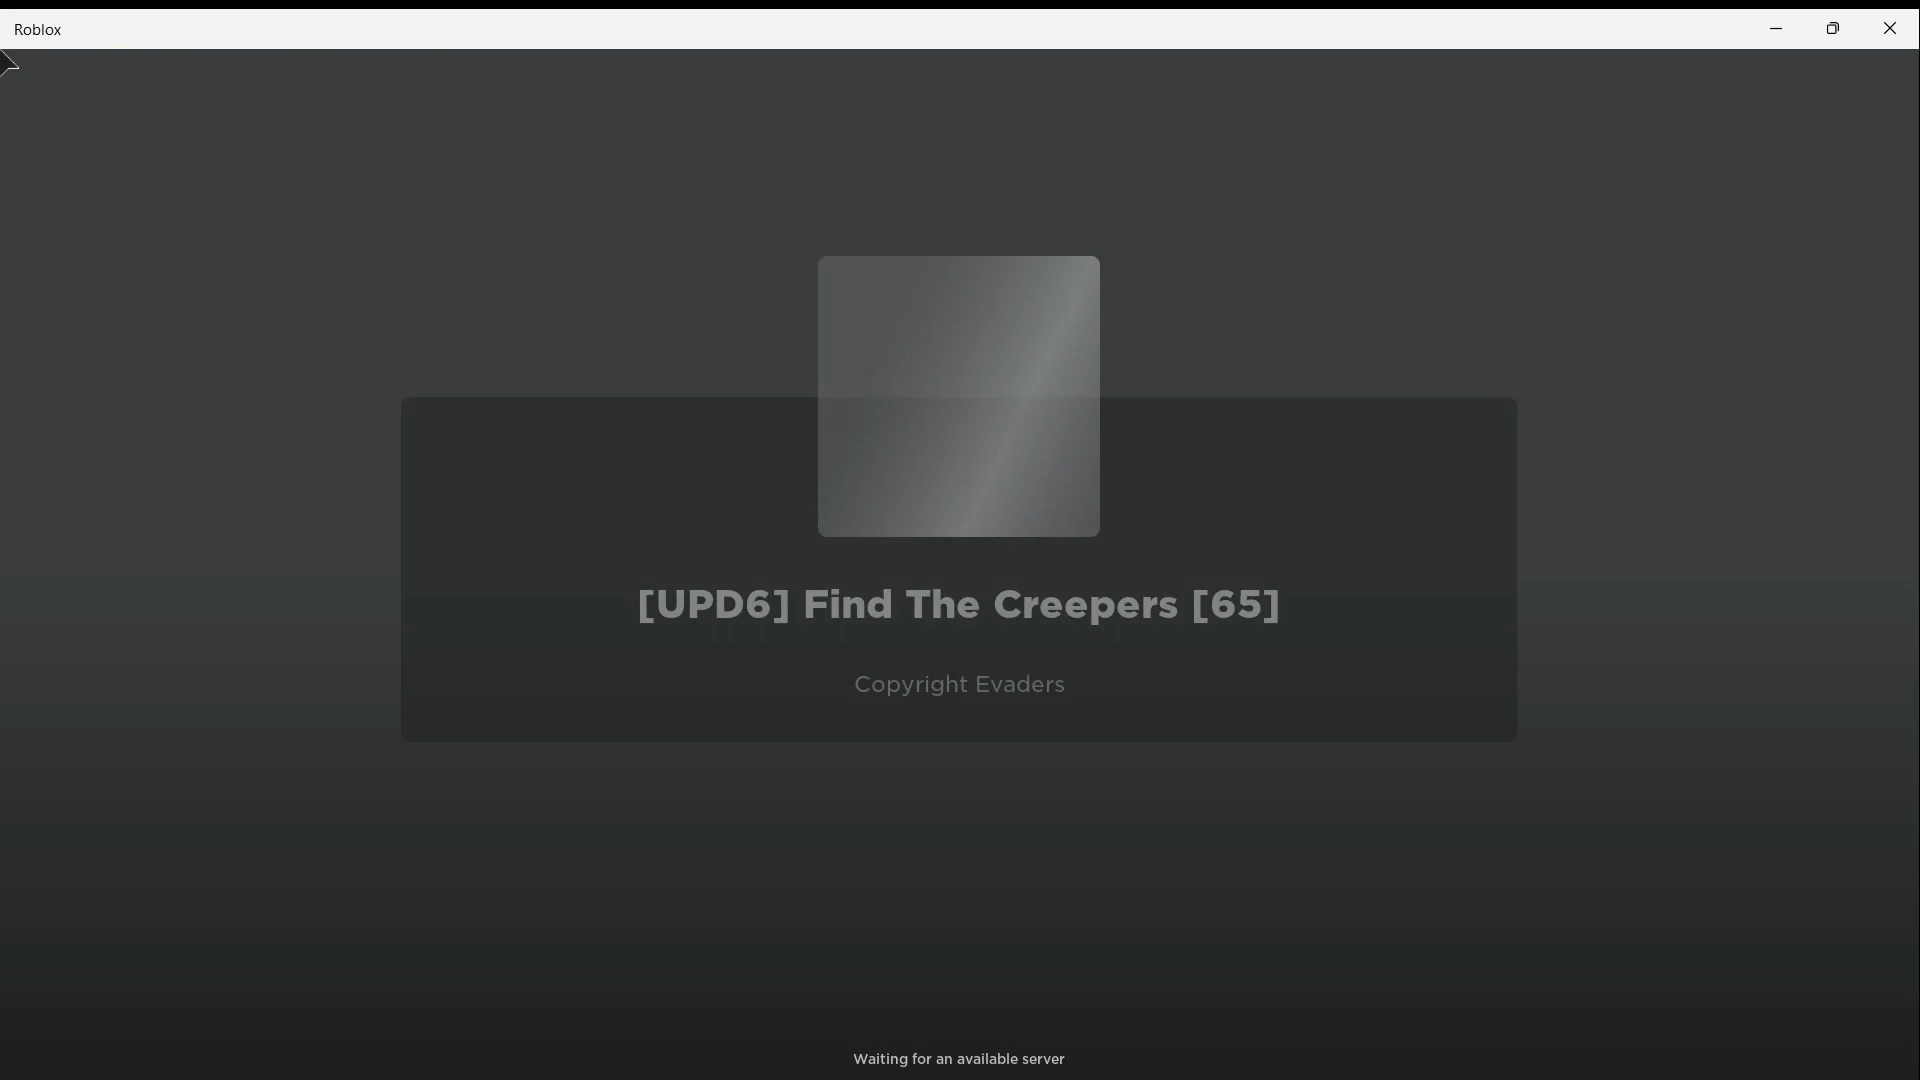 Roblox
[UPD6] Find The Creepers [65]
Copyright Evaders
Waiting for an available server